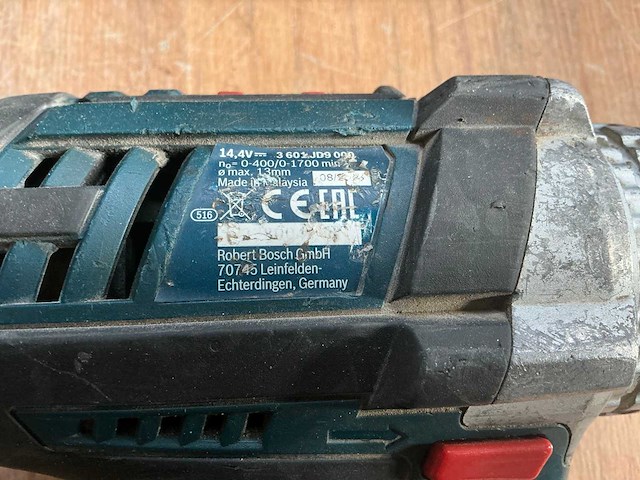 14,4V⎓ 3 601 JD9 000
n₀= 0-400/0-1700 min
ø max. 13mm
Made in Malaysia
516 CE EAC
Robert Bosch GmbH
70745 Leinfelden-
Echterdingen, Germany